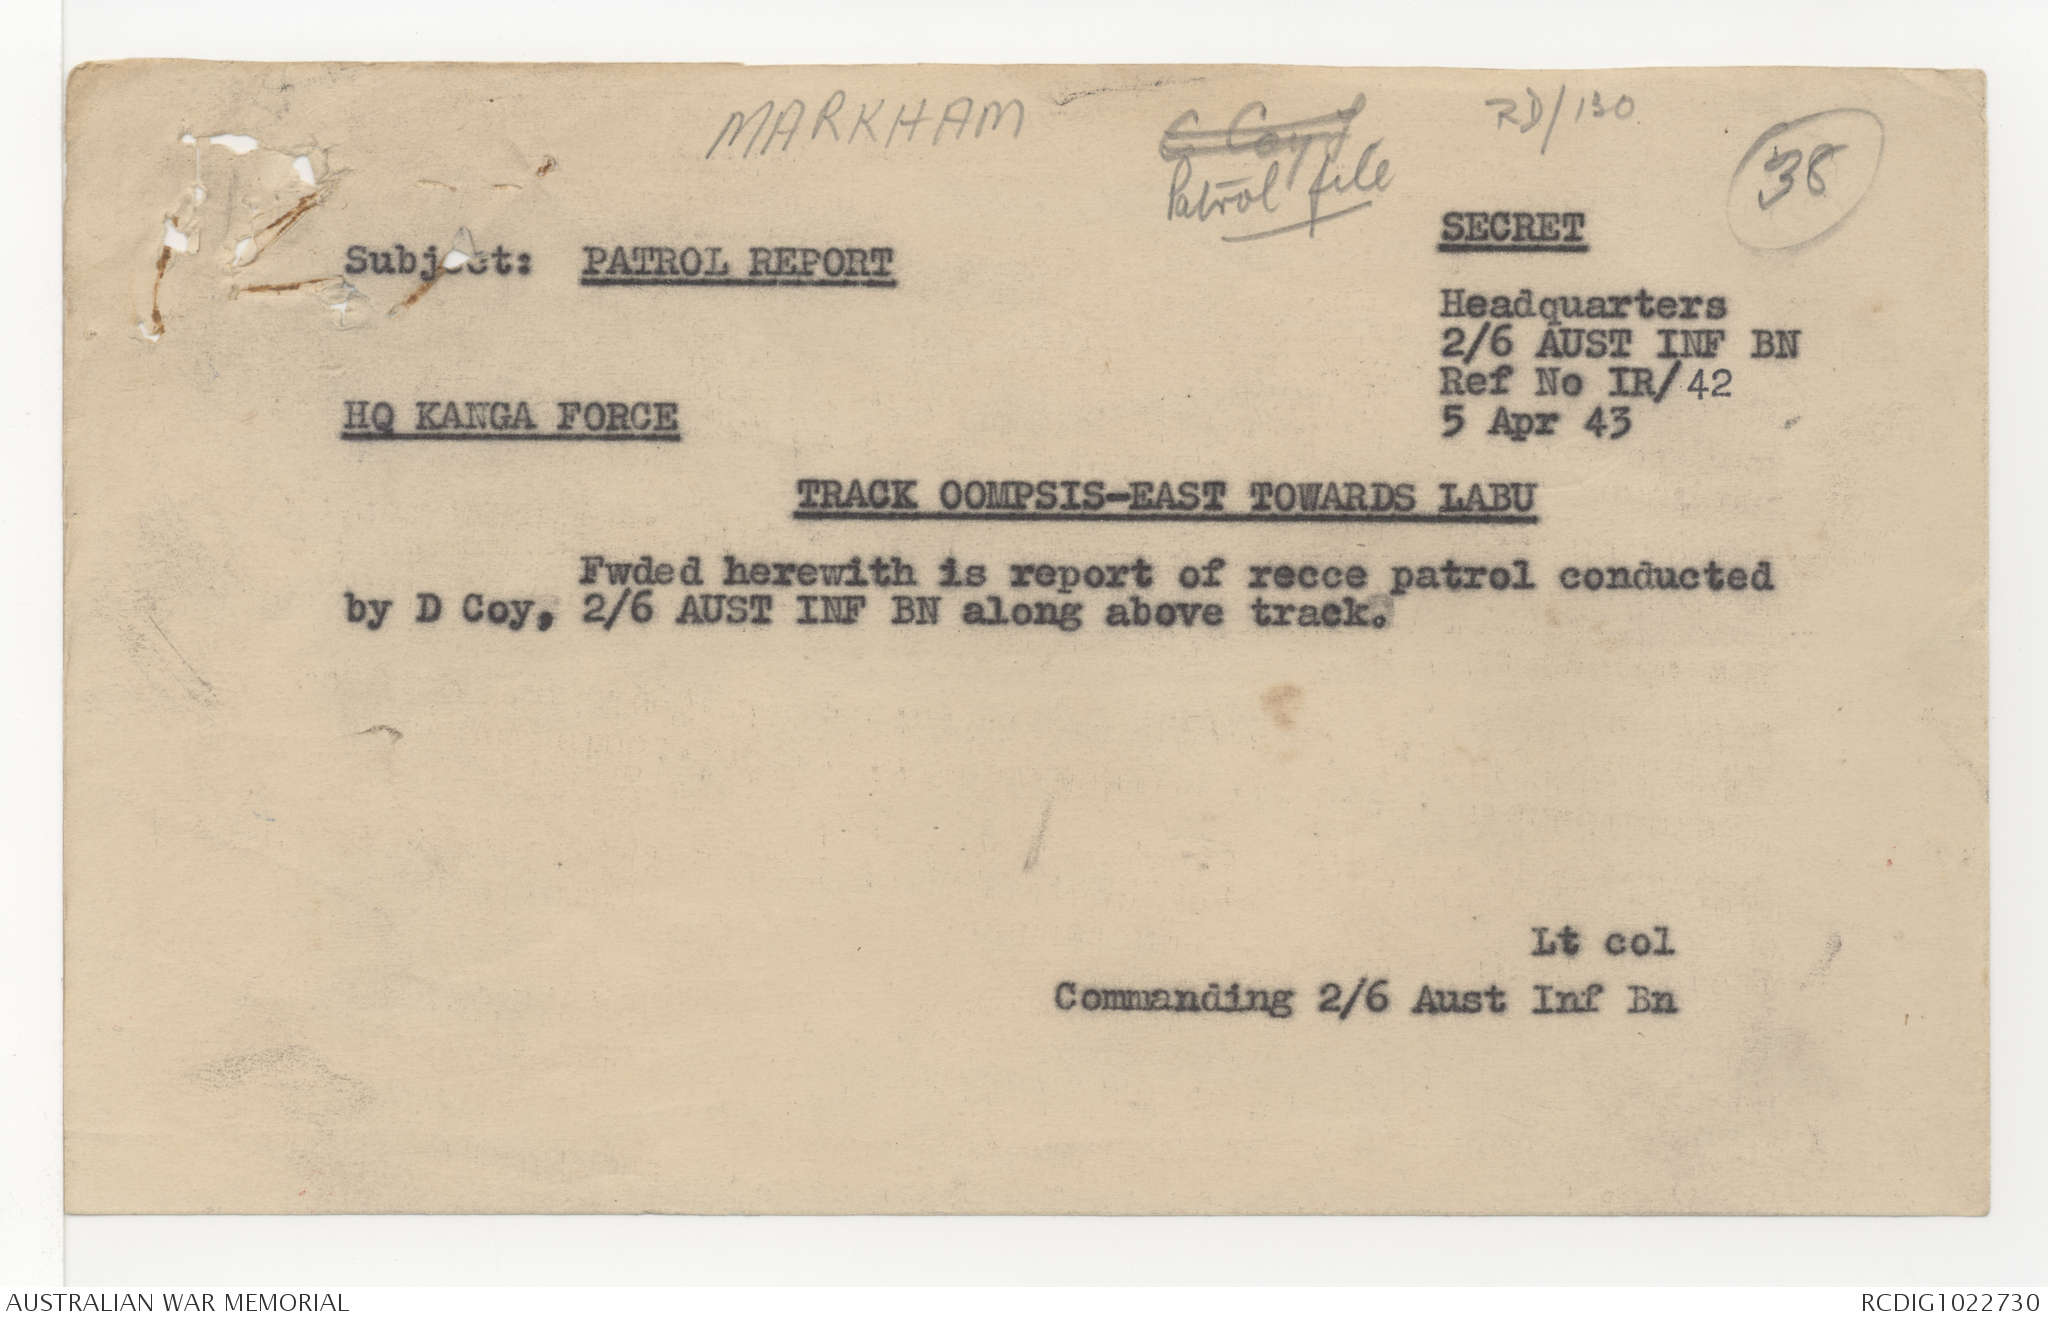 MARKHAM
C Coy
Patrol file
RD/130
38
SECRET
Subject: PATROL REPORT
Headquarters
2/6 AUST INF BN
Ref No IR/42
5 Apr 43
HQ KANGA FORCE
TRACK OOMPSIS-EAST TOWARDS LABU
Fwded herewith is report of recce patrol conducted
by D Coy, 2/6 AUST INF BN along above track.
Lt col
Commanding 2/6 Aust Inf Bn
AUSTRALIAN WAR MEMORIAL
RCDIG1022730